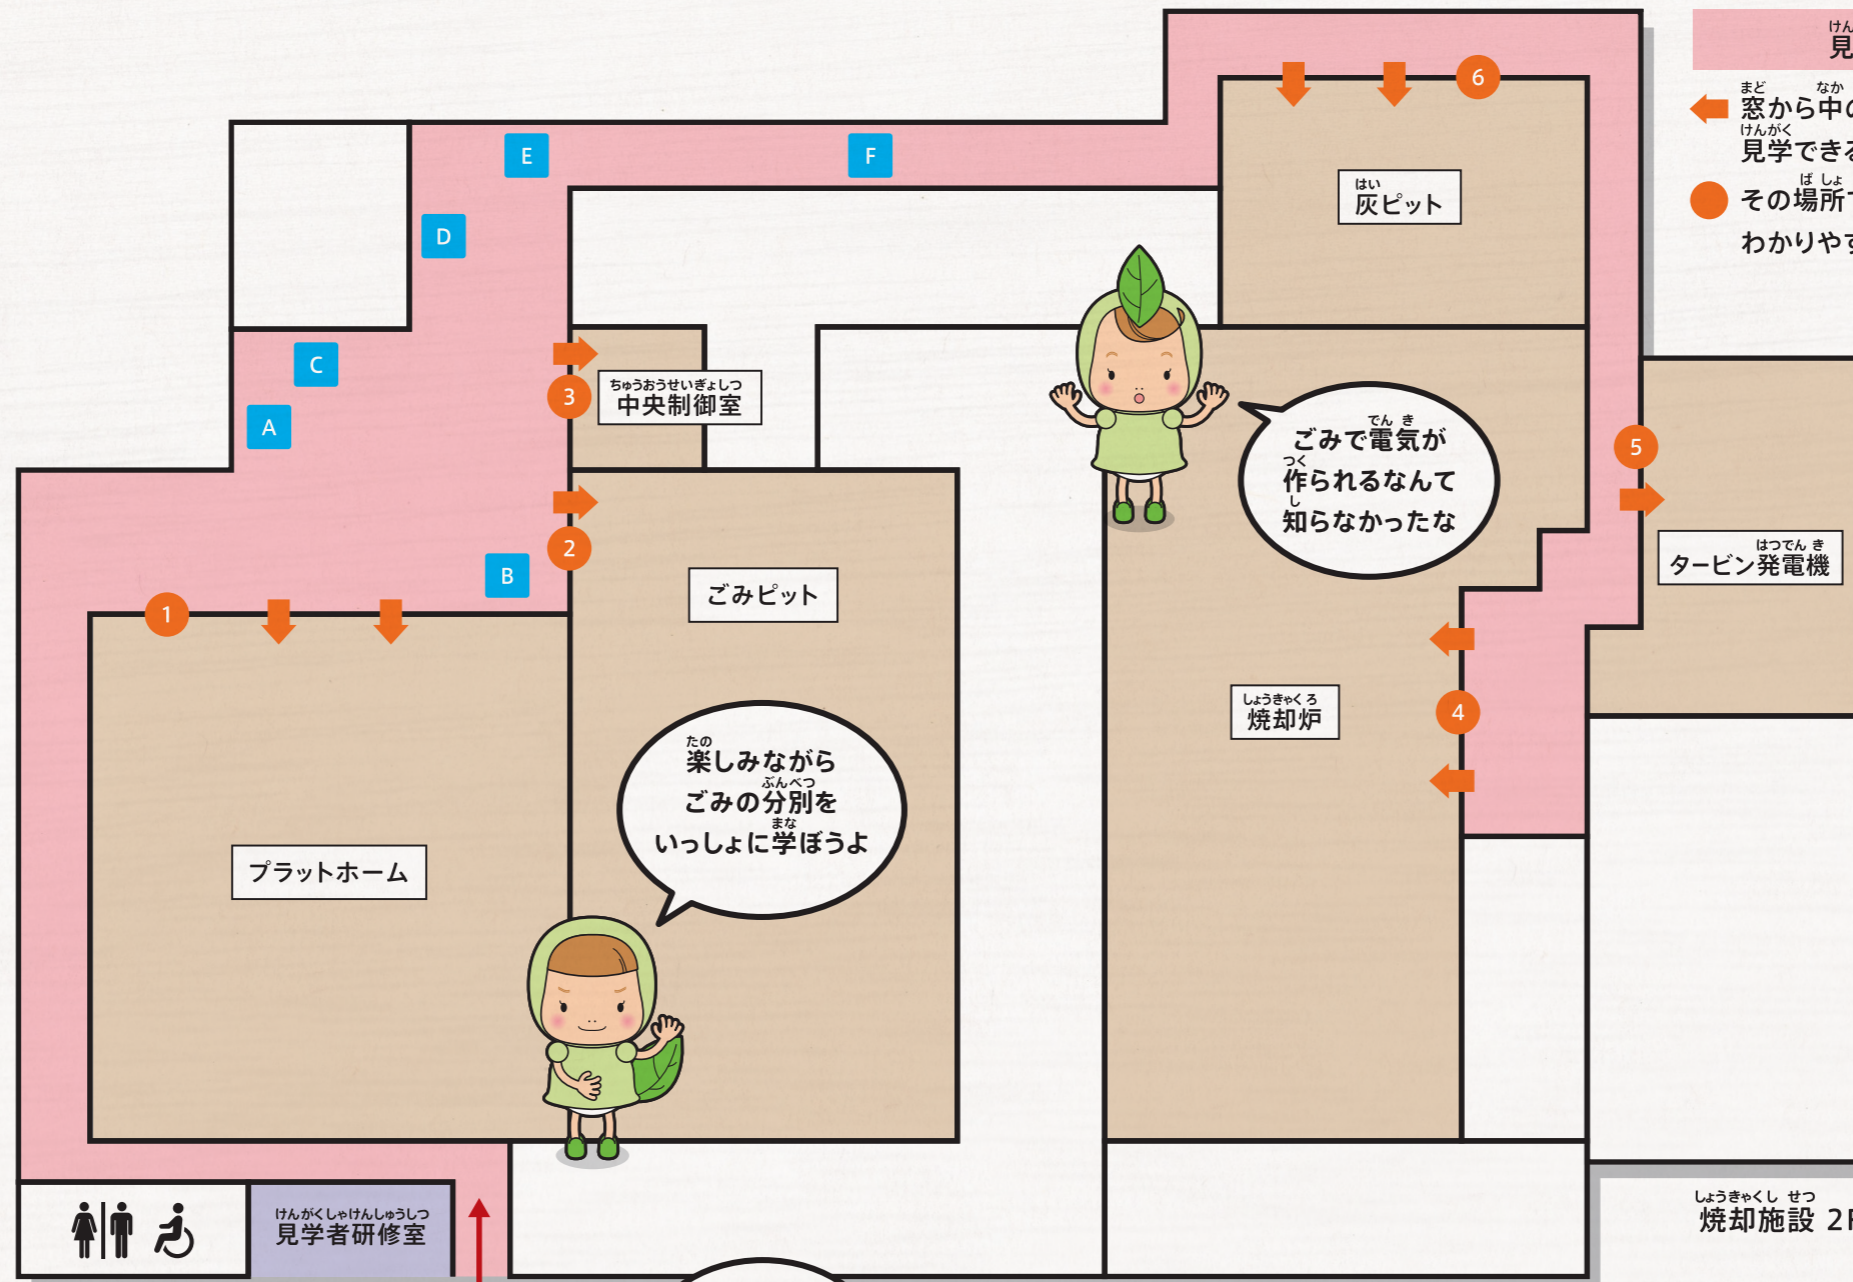 見
窓から中の
見学できる
その場所
わかりやす
6
E
F
灰ピット
D
C
3
中央制御室
A
ごみで電気が
作られるなんて
知らなかったな
5
2
B
タービン発電機
ごみピット
1
焼却炉
4
楽しみながら
ごみの分別を
いっしょに学ぼうよ
プラットホーム
見学者研修室
焼却施設 2F